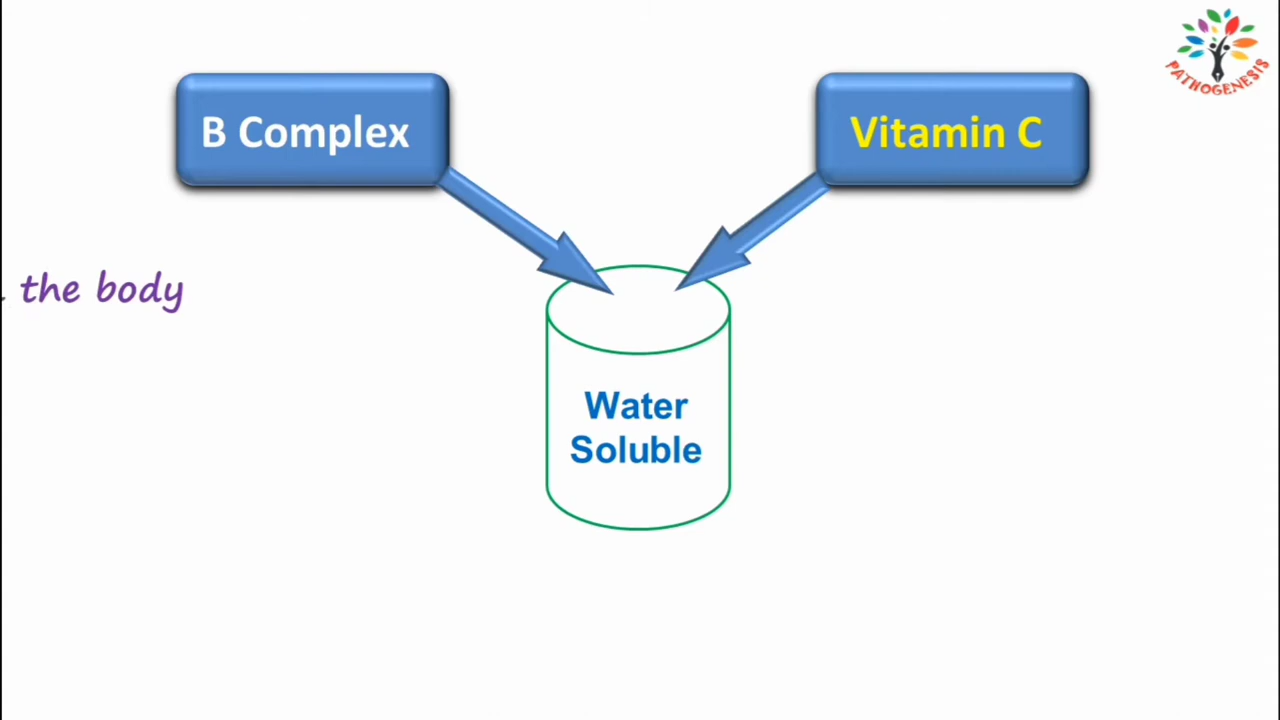 B Complex
Vitamin C
PATHOGENESIS
the body
Water
Soluble